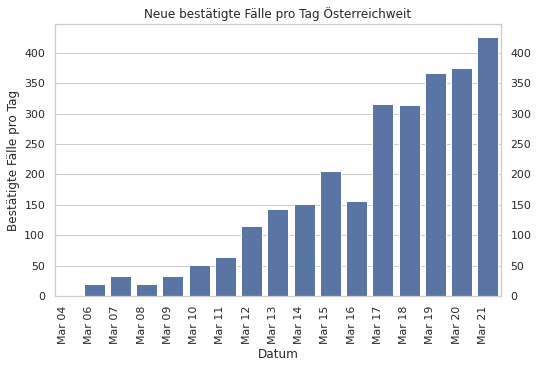 Neue bestätigte Fälle pro Tag Österreichweit
Bestätigte Fälle pro Tag
400
350
300
250
200
150
100
50
0
400
350
300
250
200
150
100
50
0
Mar 04
Mar 06
Mar 07
Mar 08
Mar 09
Mar 10
Mar 11
Mar 12
Mar 13
Mar 14
Mar 15
Mar 16
Mar 17
Mar 18
Mar 19
Mar 20
Mar 21
Datum